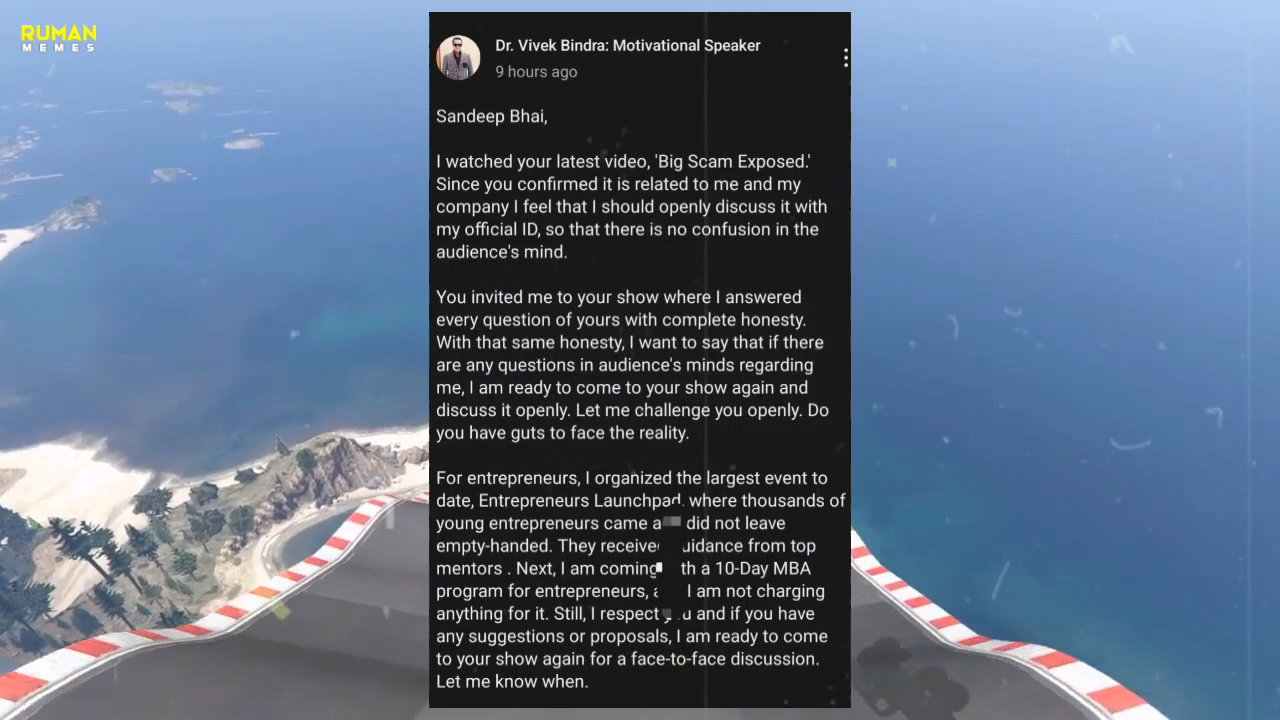 RUMAN
MEMES
Dr. Vivek Bindra: Motivational Speaker
9 hours ago
Sandeep Bhai,
I watched your latest video, 'Big Scam Exposed.'
Since you confirmed it is related to me and my
company I feel that I should openly discuss it with
my official ID, so that there is no confusion in the
audience's mind.
You invited me to your show where I answered
every question of yours with complete honesty.
With that same honesty, I want to say that if there
are any questions in audience's minds regarding
me, I am ready to come to your show again and
discuss it openly. Let me challenge you openly. Do
you have guts to face the reality.
For entrepreneurs, I organized the largest event to
date, Entrepreneurs Launchpad, where thousands of
young entrepreneurs came did not leave
empty-handed. They from top
mentors . Next, I am coming a 10-Day MBA
program for entrepreneurs, I am not charging
anything for it. Still, I respect and if you have
any suggestions or proposals, I am ready to come
to your show again for a face-to-face discussion.
Let me know when.